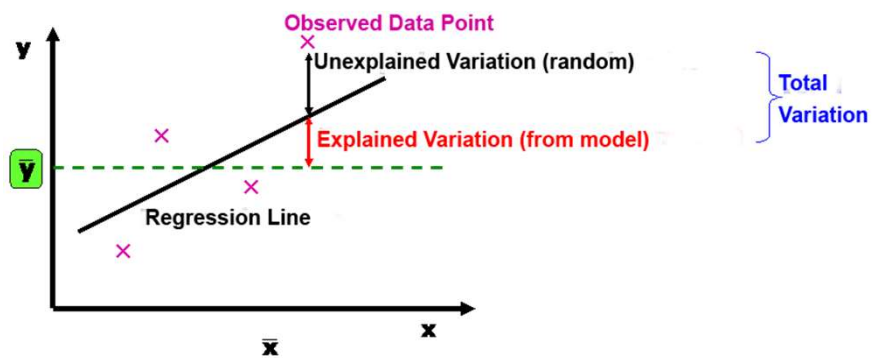 Observed Data Point
y
Unexplained Variation (random)
Total
Variation
Explained Variation (from model)
y̅
Regression Line
x
x̅